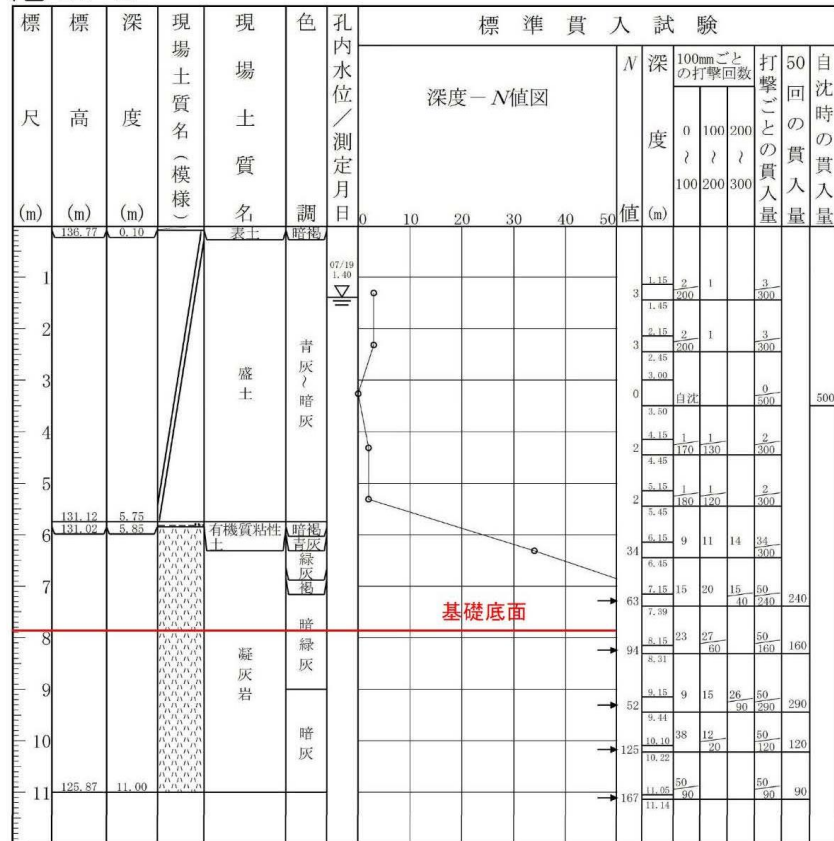 標尺(m)
標高(m)
深度(m)
現場土質名(模様)
現場土質名
色調
孔内水位/測定月日
標準貫入試験
深度－N値図
0 10 20 30 40 50
N値
深度(m)
100mmごとの打撃回数
0～100
100～200
200～300
打撃ごとの貫入量
50回の貫入量
自沈時の貫入量
136.77 0.10 表土 暗褐
07/19
1.40
1
1.15
3 2/200 1 3/300
1.45
2
2.15
3 2/200 1 3/300
2.45
盛土
青灰～暗灰
3
3.00
0 自沈 0/500 500
3.50
4
4.15
2 1/170 1/130 2/300
4.45
5
5.15
2 1/180 1/120 2/300
5.45
131.12 5.75
131.02 5.85 有機質粘性土 暗褐
青灰
緑灰
褐
6
6.15
34 9 11 14 34/300
6.45
7
7.15
63 15 20 15/40 50/240 240
7.39
基礎底面
8
暗緑灰
8.15
94 23 27/60 50/160 160
8.31
凝灰岩
9
9.15
52 9 15 26/90 50/290 290
9.44
暗灰
10
10.10
125 38 12/20 50/120 120
10.22
11 125.87 11.00
11.05
167 50/90 50/90 90
11.14